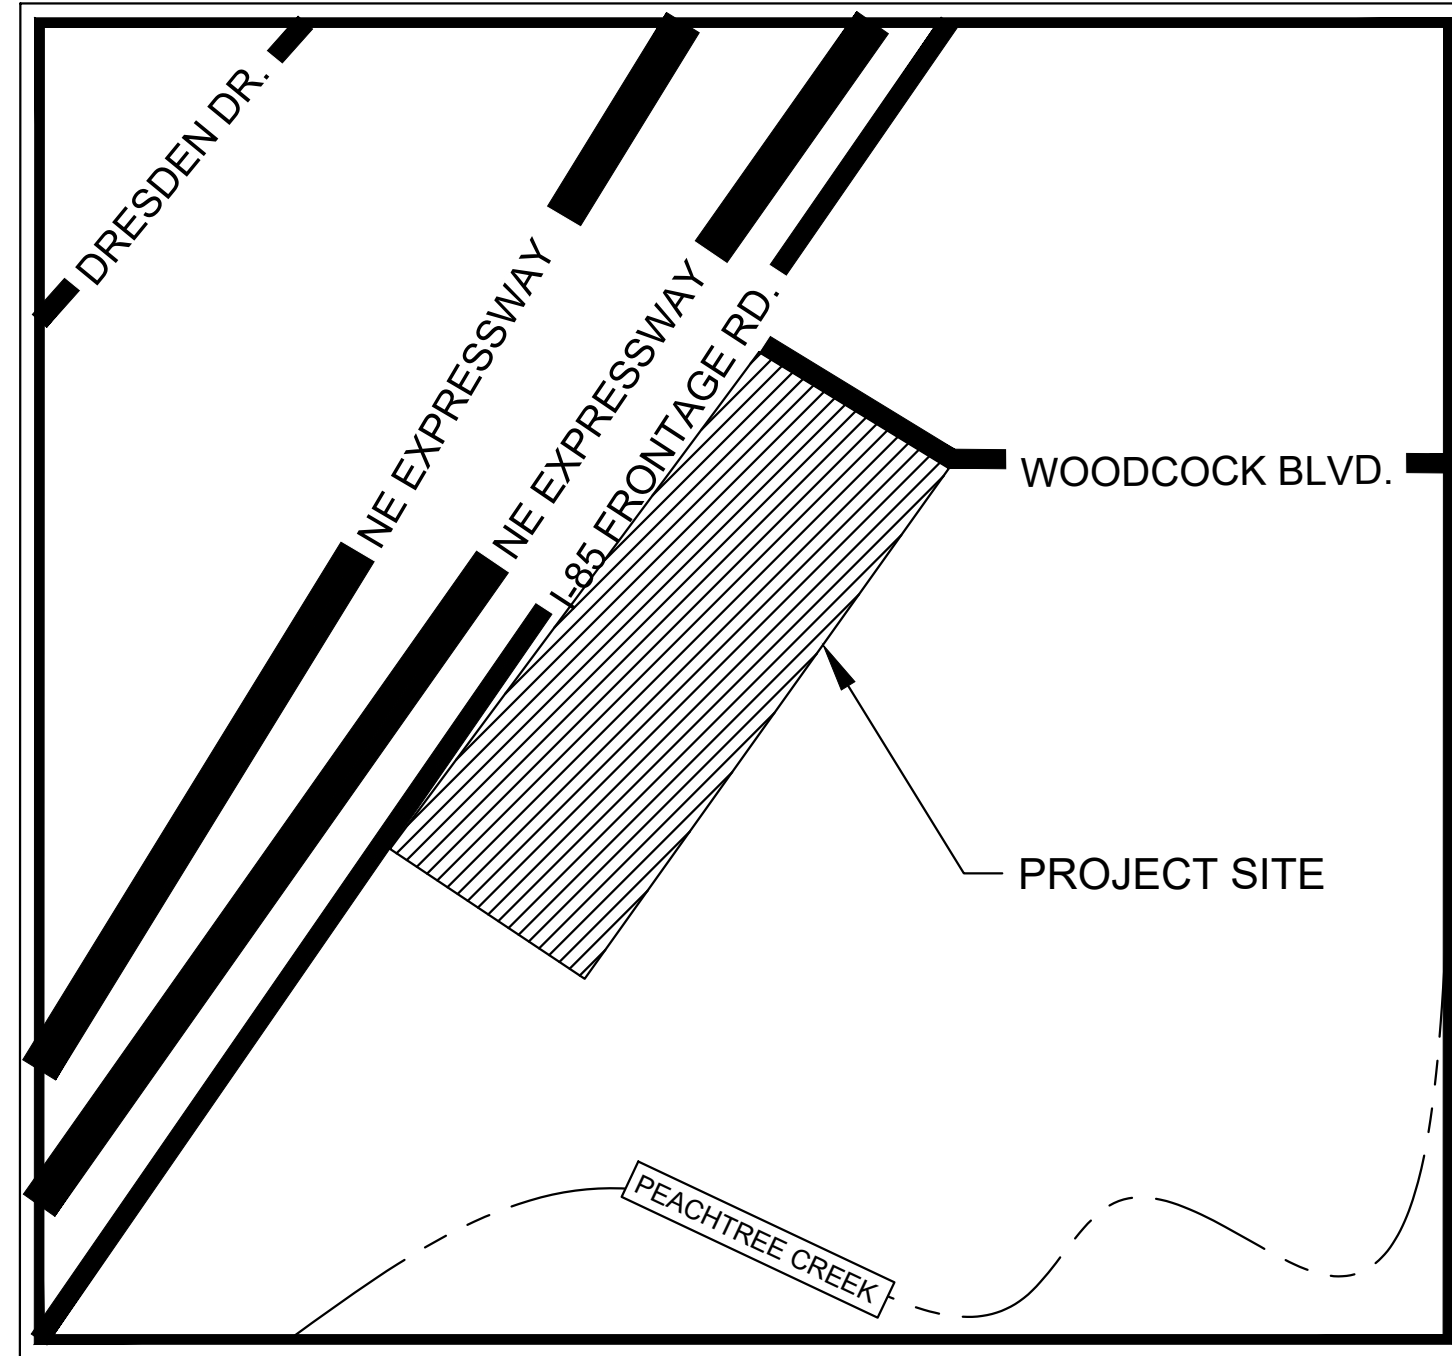 DRESDEN DR.
NE EXPRESSWAY
NE EXPRESSWAY
I-85 FRONTAGE RD.
WOODCOCK BLVD.
PROJECT SITE
PEACHTREE CREEK